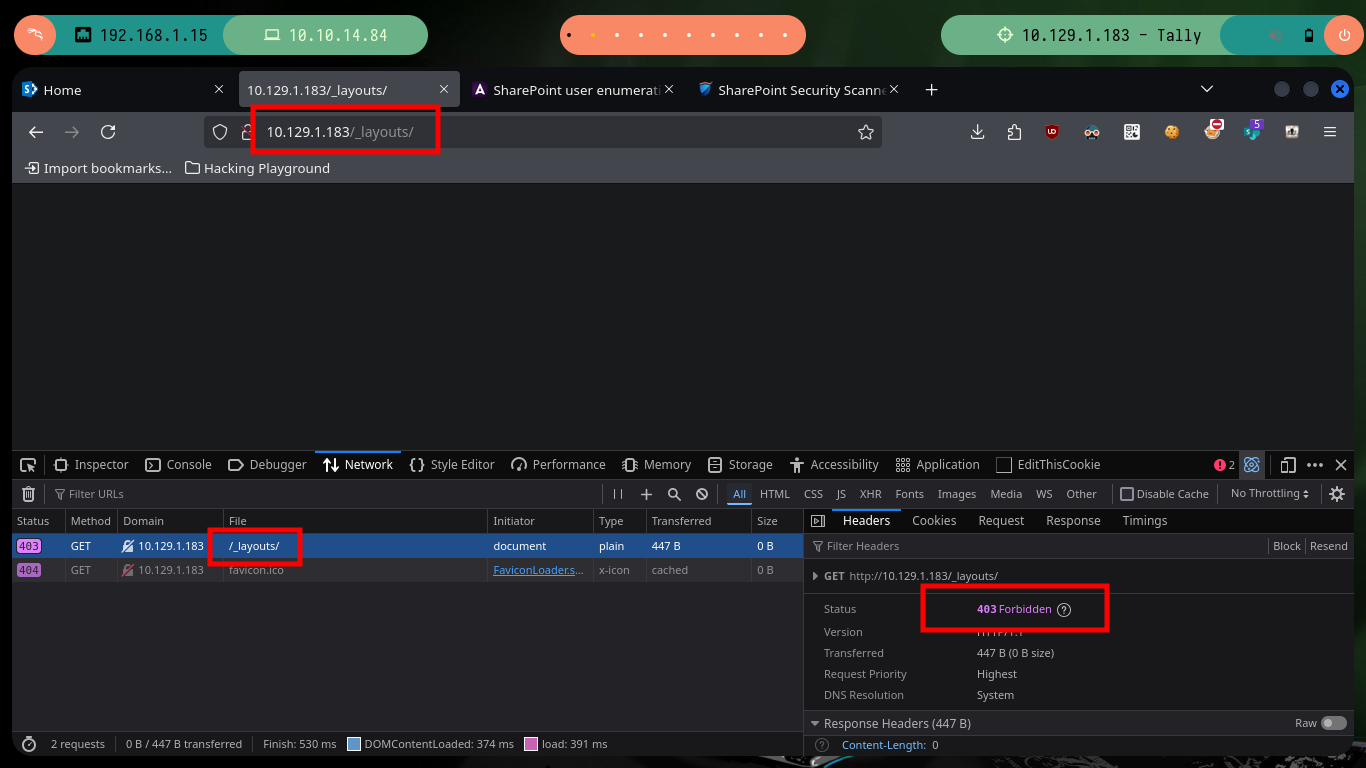 192.168.1.15 10.10.14.84 10.129.1.183 - Tally
Home 10.129.1.183/_layouts/ SharePoint user enumerati SharePoint Security Scanne
10.129.1.183/_layouts/ 5
Import bookmarks... Hacking Playground
Inspector Console Debugger Network Style Editor Performance Memory Storage Accessibility Application EditThisCookie 2
Filter URLs All HTML CSS JS XHR Fonts Images Media WS Other Disable Cache No Throttling
Status Method Domain File Initiator Type Transferred Size Headers Cookies Request Response Timings
403 GET 10.129.1.183 /_layouts/ document plain 447 B 0 B Filter Headers Block Resend
404 GET 10.129.1.183 favicon.ico FaviconLoader.s... x-icon cached 0 B
GET http://10.129.1.183/_layouts/
Status 403 Forbidden
Version HTTP/1.1
Transferred 447 B (0 B size)
Request Priority Highest
DNS Resolution System
Response Headers (447 B) Raw
2 requests 0 B / 447 B transferred Finish: 530 ms DOMContentLoaded: 374 ms load: 391 ms Content-Length: 0